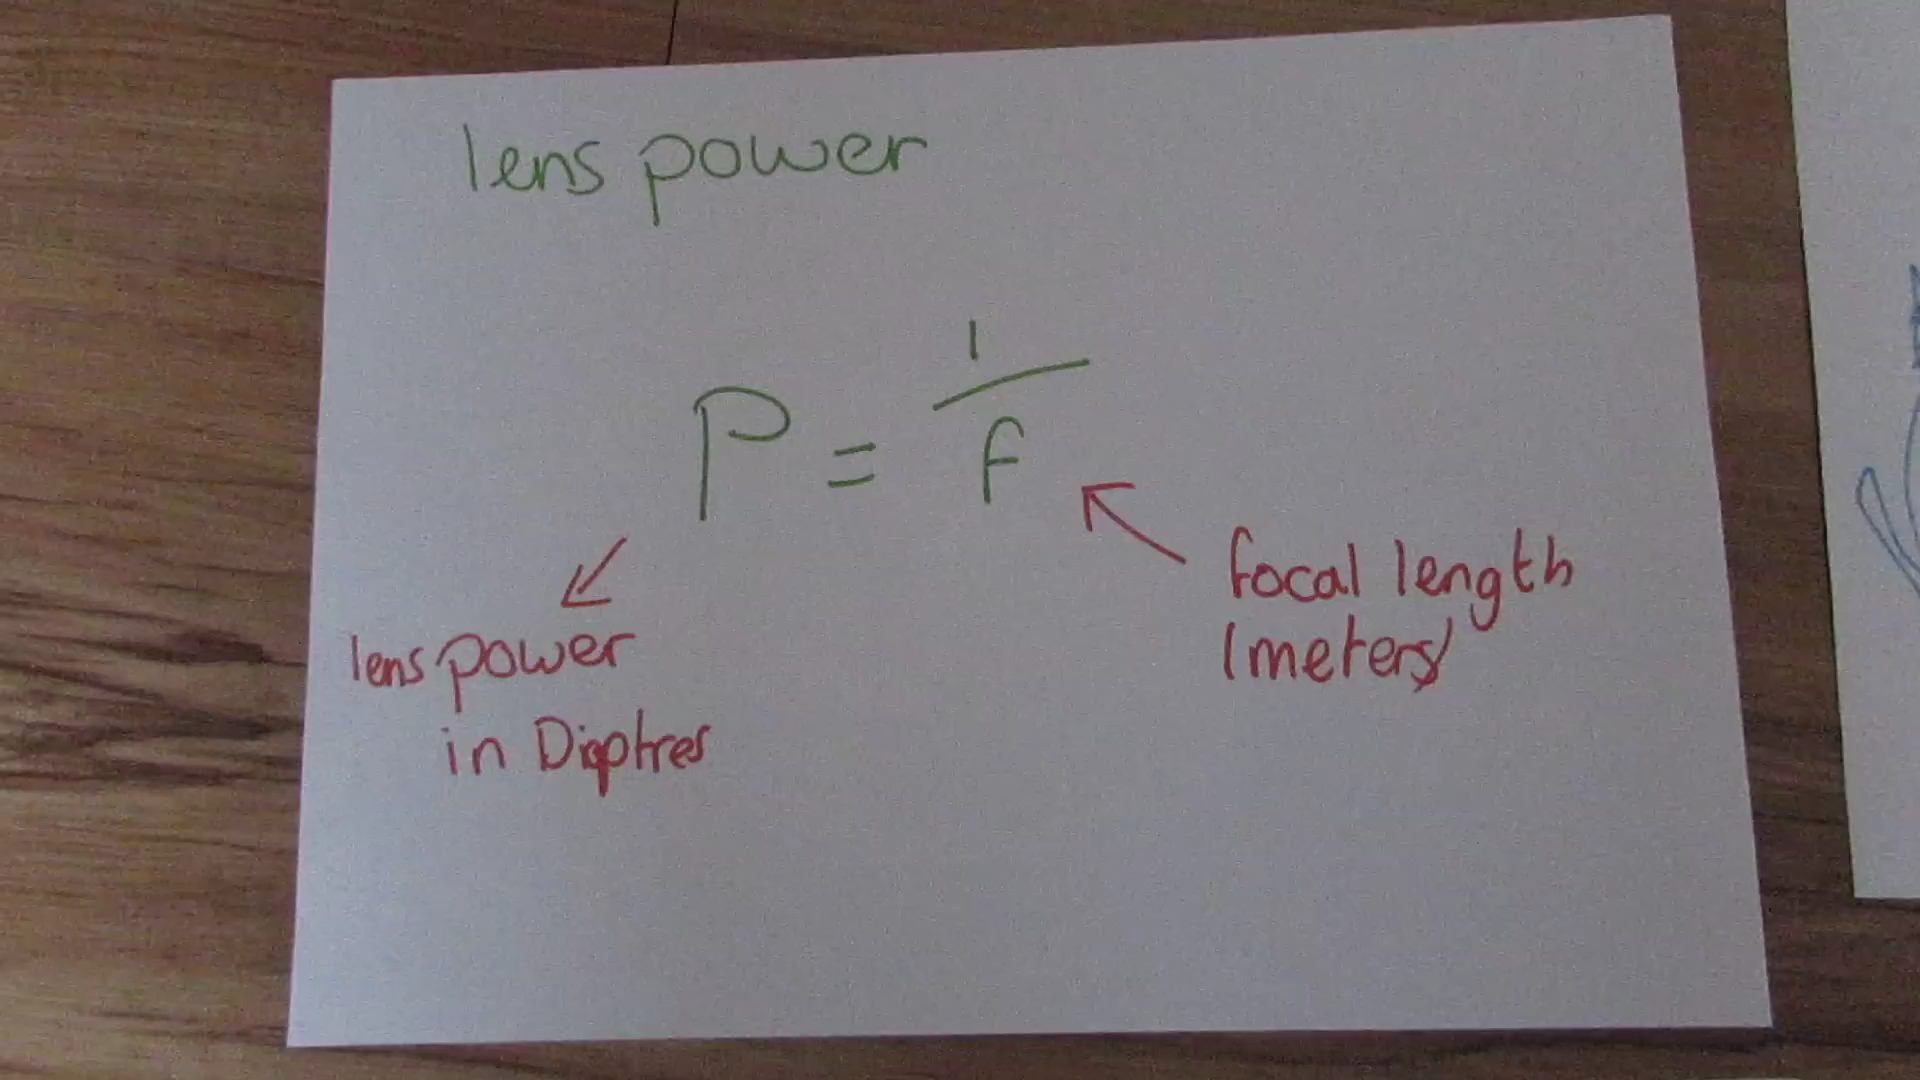 lens power
P = 1/f
lens power
in Dioptres
focal length
(meters)